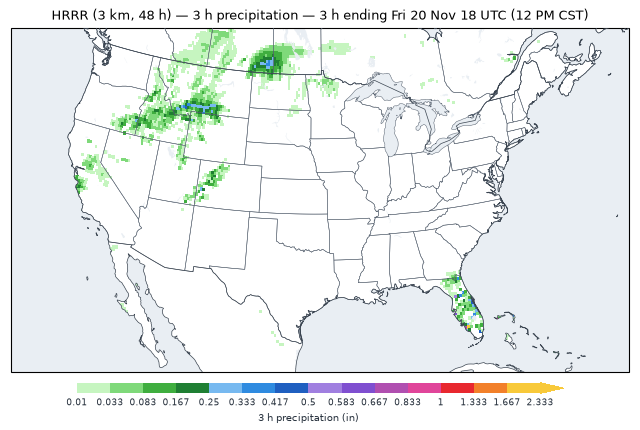 HRRR (3 km, 48 h) — 3 h precipitation — 3 h ending Fri 20 Nov 18 UTC (12 PM CST)
0.01 0.033 0.083 0.167 0.25 0.333 0.417 0.5 0.583 0.667 0.833 1 1.333 1.667 2.333
3 h precipitation (in)